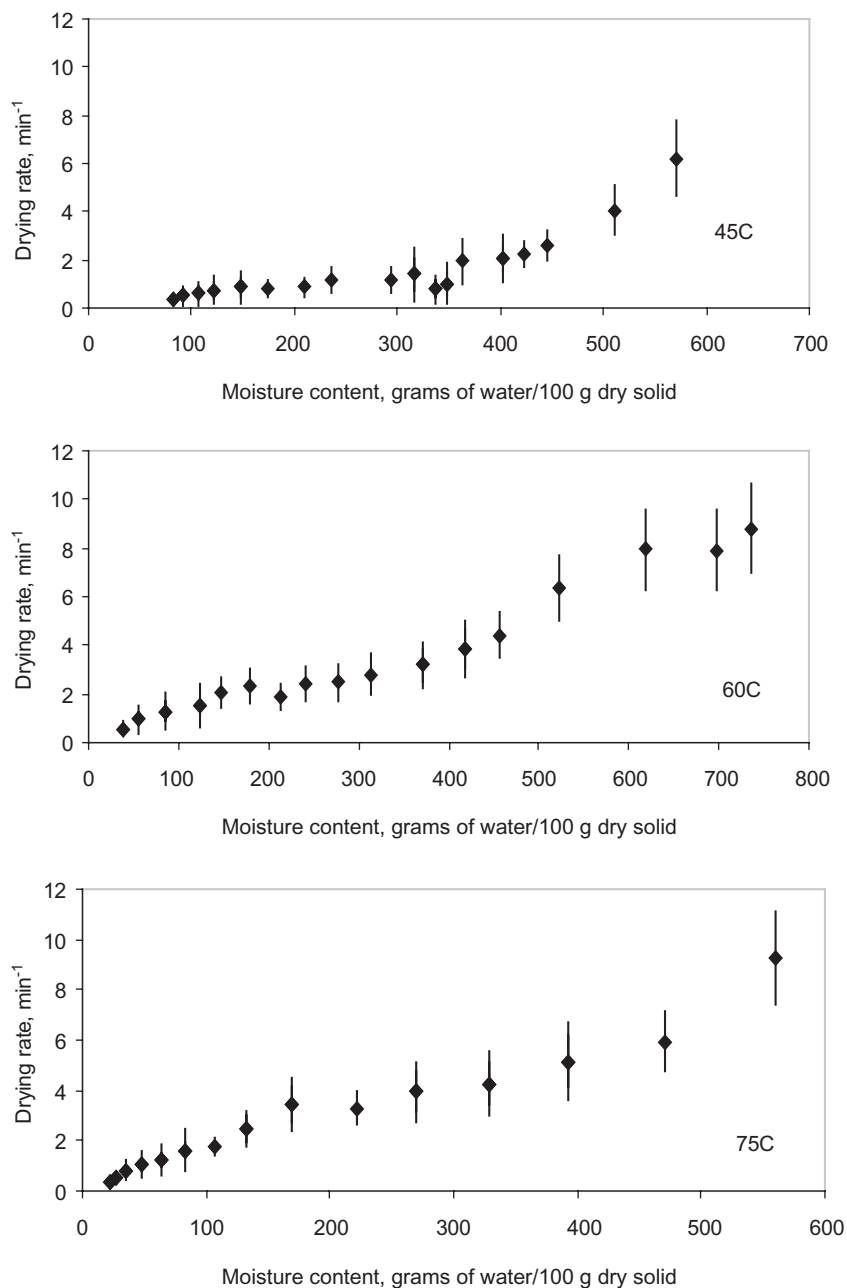 12
10
8
6
4
2
0
Drying rate, min⁻¹
45C
0 100 200 300 400 500 600 700
Moisture content, grams of water/100 g dry solid
12
10
8
6
4
2
0
Drying rate, min⁻¹
60C
0 100 200 300 400 500 600 700 800
Moisture content, grams of water/100 g dry solid
12
10
8
6
4
2
0
Drying rate, min⁻¹
75C
0 100 200 300 400 500 600
Moisture content, grams of water/100 g dry solid